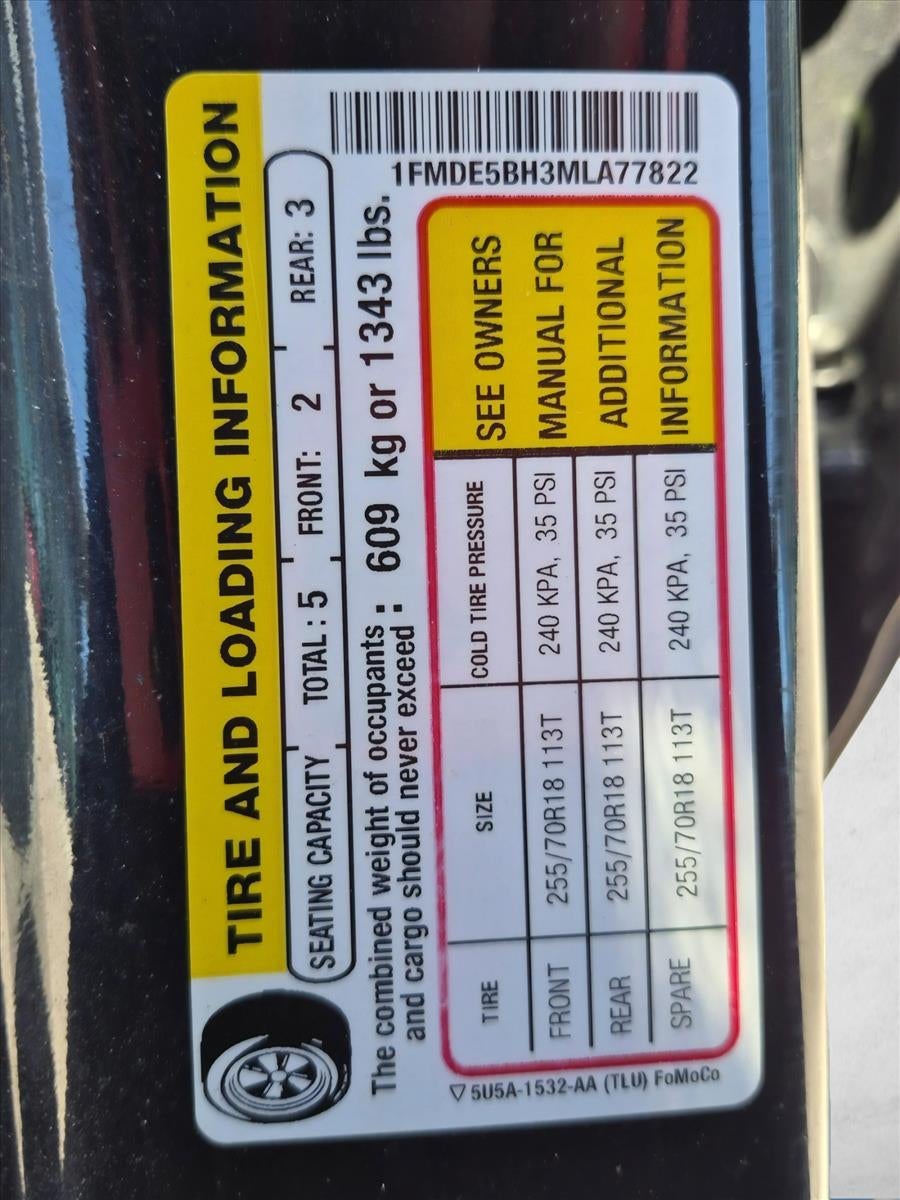 TIRE AND LOADING INFORMATION
SEATING CAPACITY TOTAL : 5 FRONT: 2 REAR: 3
The combined weight of occupants
and cargo should never exceed : 609 kg or 1343 lbs.
TIRE SIZE COLD TIRE PRESSURE
FRONT 255/70R18 113T 240 KPA, 35 PSI
REAR 255/70R18 113T 240 KPA, 35 PSI
SPARE 255/70R18 113T 240 KPA, 35 PSI
SEE OWNERS
MANUAL FOR
ADDITIONAL
INFORMATION
1FMDE5BH3MLA77822
▽ 5U5A-1532-AA (TLU) FoMoCo